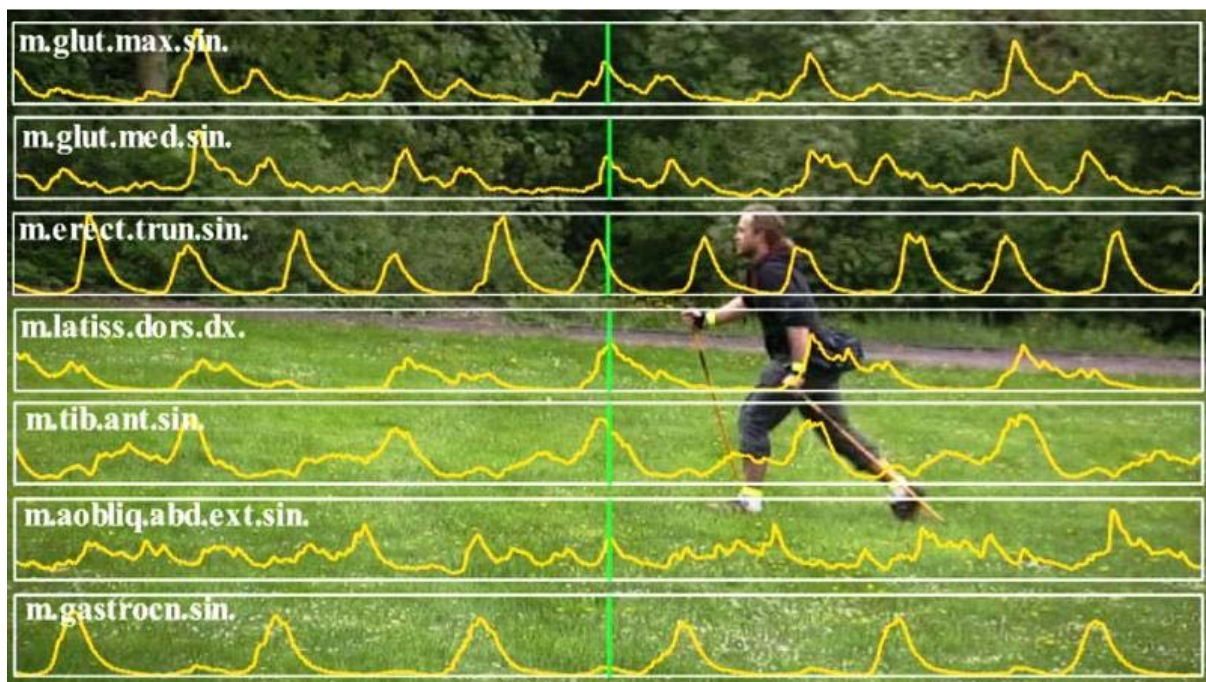 m.glut.max.sin.
m.glut.med.sin.
m.erect.trun.sin.
m.latiss.dors.dx.
m.tib.ant.sin.
m.aobliq.abd.ext.sin.
m.gastrocn.sin.